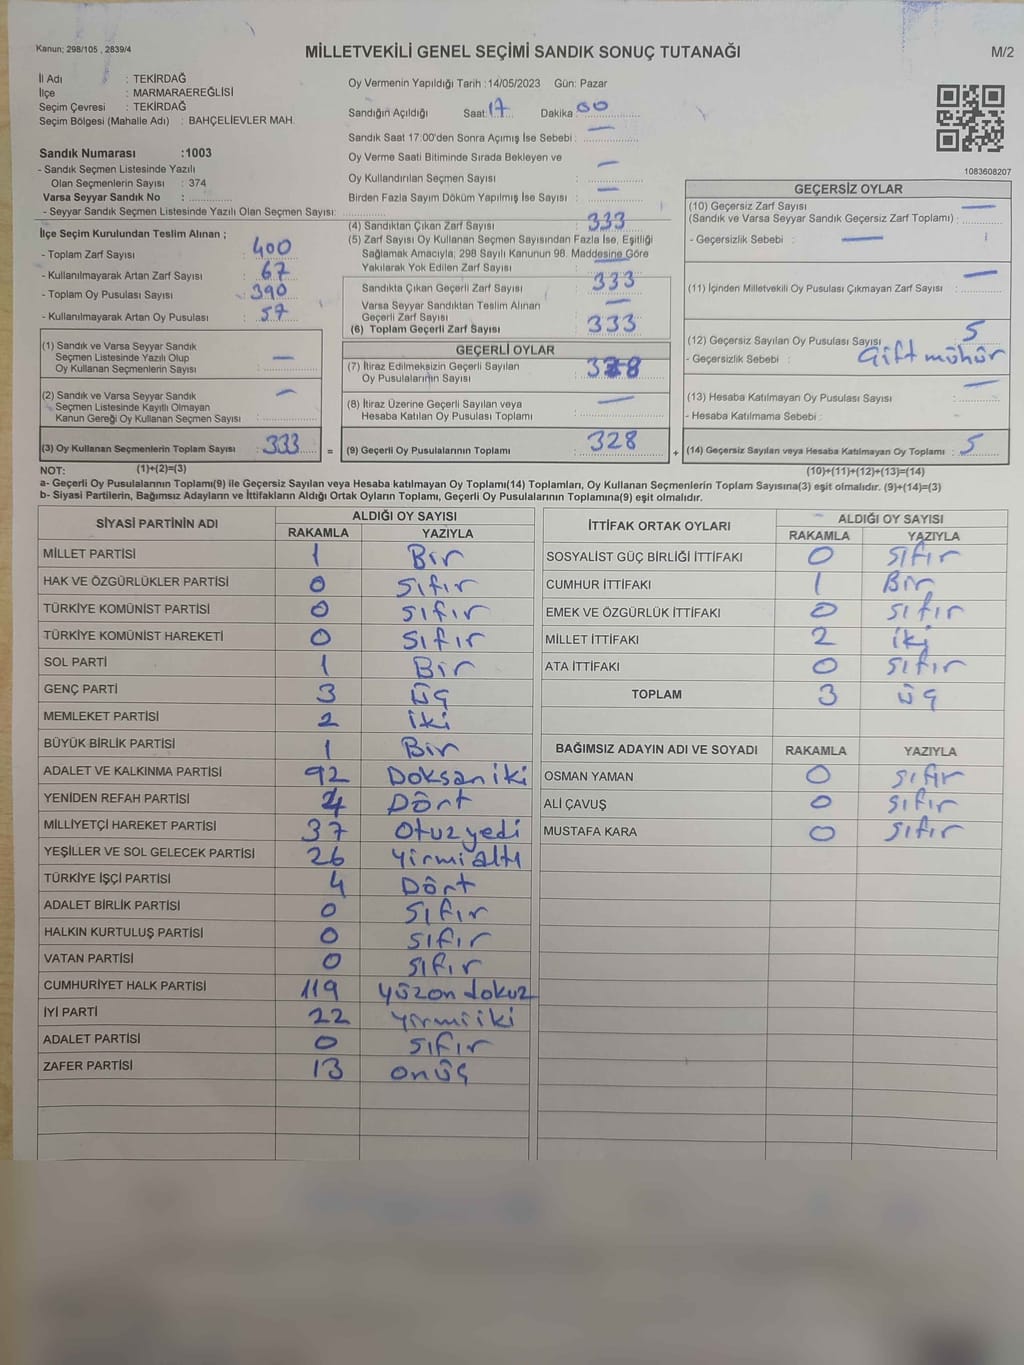 Kanun; 298/105 , 2839/4
MİLLETVEKİLİ GENEL SEÇİMİ SANDIK SONUÇ TUTANAĞI
M/2
İl Adı : TEKİRDAĞ
İlçe : MARMARAEREĞLİSİ
Seçim Çevresi : TEKİRDAĞ
Seçim Bölgesi (Mahalle Adı) : BAHÇELİEVLER MAH.
Oy Vermenin Yapıldığı Tarih :14/05/2023 Gün: Pazar
Sandığın Açıldığı Saat: 17 Dakika: 00
Sandık Saat 17:00'den Sonra Açımış İse Sebebi : —
Oy Verme Saati Bitiminde Sırada Bekleyen ve
Oy Kullandırılan Seçmen Sayısı : —
Birden Fazla Sayım Döküm Yapılmış İse Sayısı : —
1083608207
Sandık Numarası :1003
- Sandık Seçmen Listesinde Yazılı
Olan Seçmenlerin Sayısı : 374
Varsa Seyyar Sandık No :
- Seyyar Sandık Seçmen Listesinde Yazılı Olan Seçmen Sayısı:
İlçe Seçim Kurulundan Teslim Alınan ;
- Toplam Zarf Sayısı : 400
- Kullanılmayarak Artan Zarf Sayısı : 67
- Toplam Oy Pusulası Sayısı : 390
- Kullanılmayarak Artan Oy Pusulası : 57
(1) Sandık ve Varsa Seyyar Sandık
Seçmen Listesinde Yazılı Olup
Oy Kullanan Seçmenlerin Sayısı : —
(2) Sandık ve Varsa Seyyar Sandık
Seçmen Listesinde Kayıtlı Olmayan
Kanun Gereği Oy Kullanan Seçmen Sayısı : —
(3) Oy Kullanan Seçmenlerin Toplam Sayısı : 333
(1)+(2)=(3)
(4) Sandıktan Çıkan Zarf Sayısı : 333
(5) Zarf Sayısı Oy Kullanan Seçmen Sayısından Fazla İse, Eşitliği
Sağlamak Amacıyla, 298 Sayılı Kanunun 98. Maddesine Göre
Yakılarak Yok Edilen Zarf Sayısı : —
Sandıkta Çıkan Geçerli Zarf Sayısı : 333
Varsa Seyyar Sandıktan Teslim Alınan
Geçerli Zarf Sayısı : —
(6) Toplam Geçerli Zarf Sayısı : 333
GEÇERLİ OYLAR
(7) İtiraz Edilmeksizin Geçerli Sayılan
Oy Pusulalarının Sayısı : 328
(8) İtiraz Üzerine Geçerli Sayılan veya
Hesaba Katılan Oy Pusulası Toplamı : —
= (9) Geçerli Oy Pusulalarının Toplamı : 328
GEÇERSİZ OYLAR
(10) Geçersiz Zarf Sayısı —
(Sandık ve Varsa Seyyar Sandık Geçersiz Zarf Toplamı) :
- Geçersizlik Sebebi : —
(11) İçinden Milletvekili Oy Pusulası Çıkmayan Zarf Sayısı : —
(12) Geçersiz Sayılan Oy Pusulası Sayısı : 5
- Geçersizlik Sebebi : Çift mühür
(13) Hesaba Katılmayan Oy Pusulası Sayısı : —
- Hesaba Katılmama Sebebi :
+ (14) Geçersiz Sayılan veya Hesaba Katılmayan Oy Toplamı : 5
(10)+(11)+(12)+(13)=(14)
NOT:
a- Geçerli Oy Pusulalarının Toplamı(9) ile Geçersiz Sayılan veya Hesaba katılmayan Oy Toplamı(14) Toplamları, Oy Kullanan Seçmenlerin Toplam Sayısına(3) eşit olmalıdır. (9)+(14)=(3)
b- Siyasi Partilerin, Bağımsız Adayların ve İttifakların Aldığı Ortak Oyların Toplamı, Geçerli Oy Pusulalarının Toplamına(9) eşit olmalıdır.
SİYASİ PARTİNİN ADI ALDIĞI OY SAYISI
RAKAMLA YAZIYLA
MİLLET PARTİSİ 1 Bir
HAK VE ÖZGÜRLÜKLER PARTİSİ 0 Sıfır
TÜRKİYE KOMÜNİST PARTİSİ 0 Sıfır
TÜRKİYE KOMÜNİST HAREKETİ 0 Sıfır
SOL PARTİ 1 Bir
GENÇ PARTİ 3 üç
MEMLEKET PARTİSİ 2 iki
BÜYÜK BİRLİK PARTİSİ 1 Bir
ADALET VE KALKINMA PARTİSİ 92 Doksan iki
YENİDEN REFAH PARTİSİ 4 Dört
MİLLİYETÇİ HAREKET PARTİSİ 37 Otuz yedi
YEŞİLLER VE SOL GELECEK PARTİSİ 26 Yirmi altı
TÜRKİYE İŞÇİ PARTİSİ 4 Dört
ADALET BİRLİK PARTİSİ 0 Sıfır
HALKIN KURTULUŞ PARTİSİ 0 Sıfır
VATAN PARTİSİ 0 Sıfır
CUMHURİYET HALK PARTİSİ 119 Yüzon dokuz
İYİ PARTİ 22 Yirmi iki
ADALET PARTİSİ 0 Sıfır
ZAFER PARTİSİ 13 onüç
İTTİFAK ORTAK OYLARI ALDIĞI OY SAYISI
RAKAMLA YAZIYLA
SOSYALİST GÜÇ BİRLİĞİ İTTİFAKI 0 Sıfır
CUMHUR İTTİFAKI 1 Bir
EMEK VE ÖZGÜRLÜK İTTİFAKI 0 Sıfır
MİLLET İTTİFAKI 2 iki
ATA İTTİFAKI 0 Sıfır
TOPLAM 3 üç
BAĞIMSIZ ADAYIN ADI VE SOYADI RAKAMLA YAZIYLA
OSMAN YAMAN 0 Sıfır
ALİ ÇAVUŞ 0 Sıfır
MUSTAFA KARA 0 Sıfır